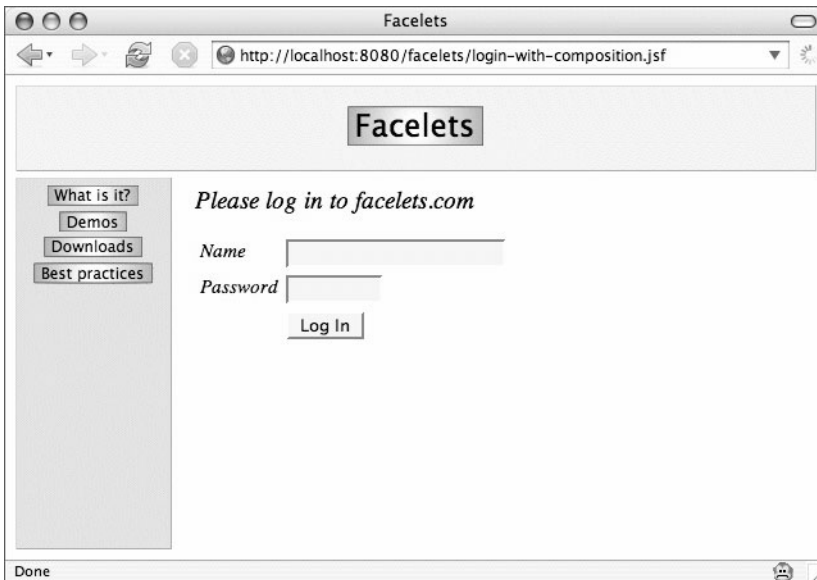 Facelets
http://localhost:8080/facelets/login-with-composition.jsf
Facelets
What is it?
Demos
Downloads
Best practices
Please log in to facelets.com
Name
Password
Log In
Done